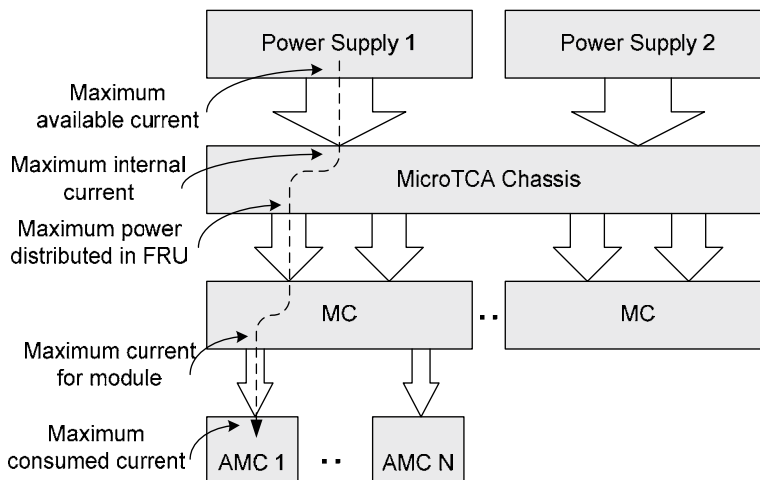 Power Supply 1
Power Supply 2
Maximum
available current
Maximum internal
current
MicroTCA Chassis
Maximum power
distributed in FRU
MC
..
MC
Maximum current
for module
Maximum
consumed current
AMC 1
..
AMC N